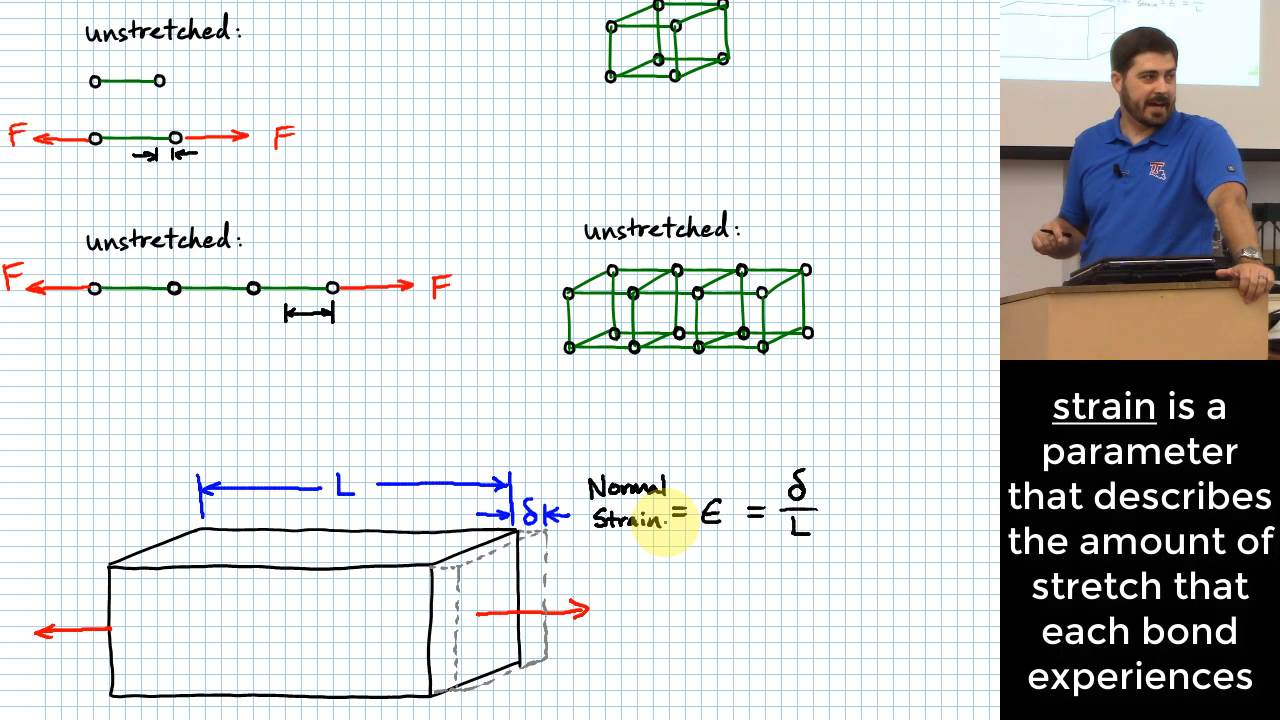 unstretched:
F F
unstretched:
F F
unstretched:
L
δ
Normal
Strain = ϵ = δ/L
strain is a
parameter
that describes
the amount of
stretch that
each bond
experiences